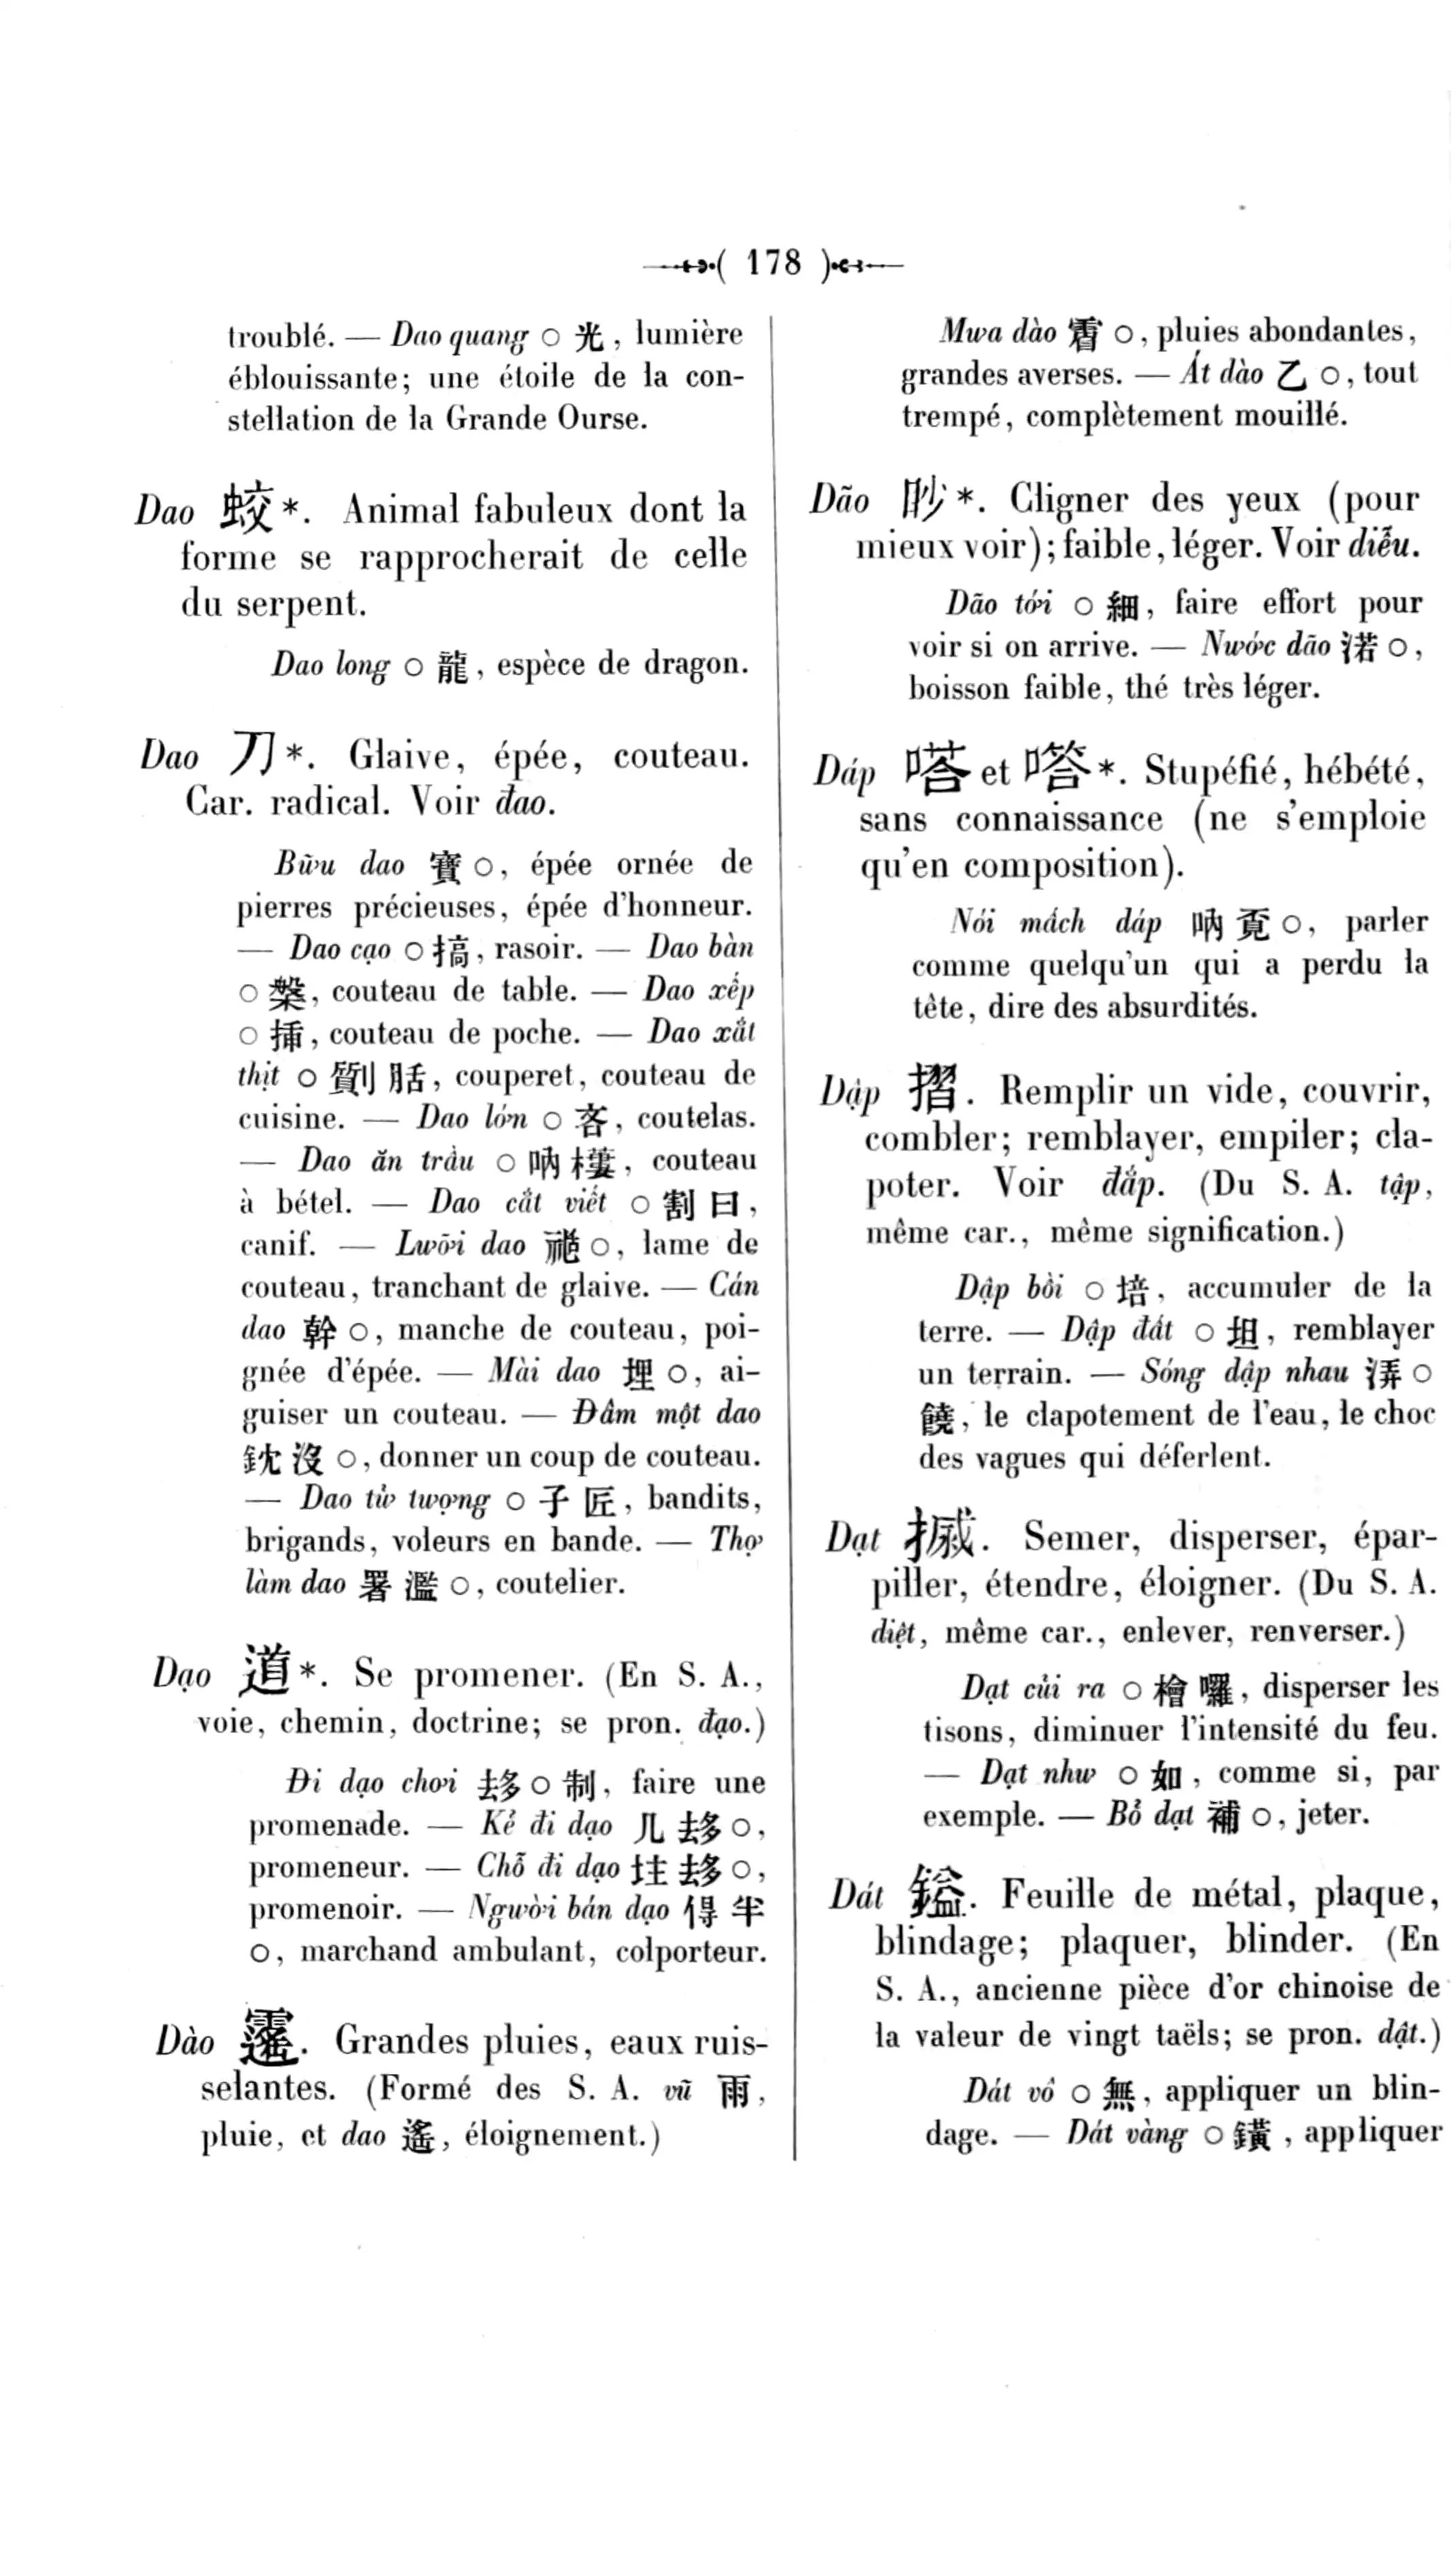 ( 178 )
troublé. — Dao quang ○ 光, lumière
éblouissante; une étoile de la con-
stellation de la Grande Ourse.
Dao 蛟*. Animal fabuleux dont la
forme se rapprocherait de celle
du serpent.
Dao long ○ 龍, espèce de dragon.
Dao 刀*. Glaive, épée, couteau.
Car. radical. Voir đao.
Bữu dao 寶 ○, épée ornée de
pierres précieuses, épée d'honneur.
— Dao cạo ○ 搞, rasoir. — Dao bàn
○ 槃, couteau de table. — Dao xếp
○ 插, couteau de poche. — Dao xắt
thịt ○ 劕 𦧷, couperet, couteau de
cuisine. — Dao lớn ○ 吝, coutelas.
— Dao ăn trầu ○ 吶 樓, couteau
à bétel. — Dao cắt viết ○ 割 曰,
canif. — Lưỡi dao ○, lame de
couteau, tranchant de glaive. — Cán
dao 幹 ○, manche de couteau, poi-
gnée d'épée. — Mài dao 埋 ○, ai-
guiser un couteau. — Đâm một dao
鈂 沒 ○, donner un coup de couteau.
— Dao tử tượng ○ 子 匠, bandits,
brigands, voleurs en bande. — Thợ
làm dao 署 濫 ○, coutelier.
Dạo 道*. Se promener. (En S. A.,
voie, chemin, doctrine; se pron. đạo.)
Đi dạo chơi 𠫾 ○ 制, faire une
promenade. — Kẻ đi dạo 几 𠫾 ○,
promeneur. — Chỗ đi dạo 拄 𠫾 ○,
promenoir. — Người bán dạo 得 半
○, marchand ambulant, colporteur.
Dào. Grandes pluies, eaux ruis-
selantes. (Formé des S. A. vũ 雨,
pluie, et dao 遙, éloignement.)
Mưa dào 霤 ○, pluies abondantes,
grandes averses. — Át dào 乙 ○, tout
trempé, complètement mouillé.
Dão 眇*. Cligner des yeux (pour
mieux voir); faible, léger. Voir diễu.
Dão tới ○ 細, faire effort pour
voir si on arrive. — Nước dão 渃 ○,
boisson faible, thé très léger.
Dáp 嗒 et 嗒*. Stupéfié, hébété,
sans connaissance (ne s'emploie
qu'en composition).
Nói mách dáp 吶 覔 ○, parler
comme quelqu'un qui a perdu la
tête, dire des absurdités.
Dập 摺. Remplir un vide, couvrir,
combler; remblayer, empiler; cla-
poter. Voir đắp. (Du S. A. tập,
même car., même signification.)
Dập bồi ○ 培, accumuler de la
terre. — Dập đất ○ 坦, remblayer
un terrain. — Sóng dập nhau 㳥 ○
饒, le clapotement de l'eau, le choc
des vagues qui déferlent.
Dạt. Semer, disperser, épar-
piller, étendre, éloigner. (Du S. A.
diệt, même car., enlever, renverser.)
Dạt củi ra ○ 檜 囉, disperser les
tisons, diminuer l'intensité du feu.
— Dạt như ○ 如, comme si, par
exemple. — Bỏ dạt 補 ○, jeter.
Dát 鎰. Feuille de métal, plaque,
blindage; plaquer, blinder. (En
S. A., ancienne pièce d'or chinoise de
la valeur de vingt taëls; se pron. dật.)
Dát vô ○ 無, appliquer un blin-
dage. — Dát vàng ○ 鐄, appliquer